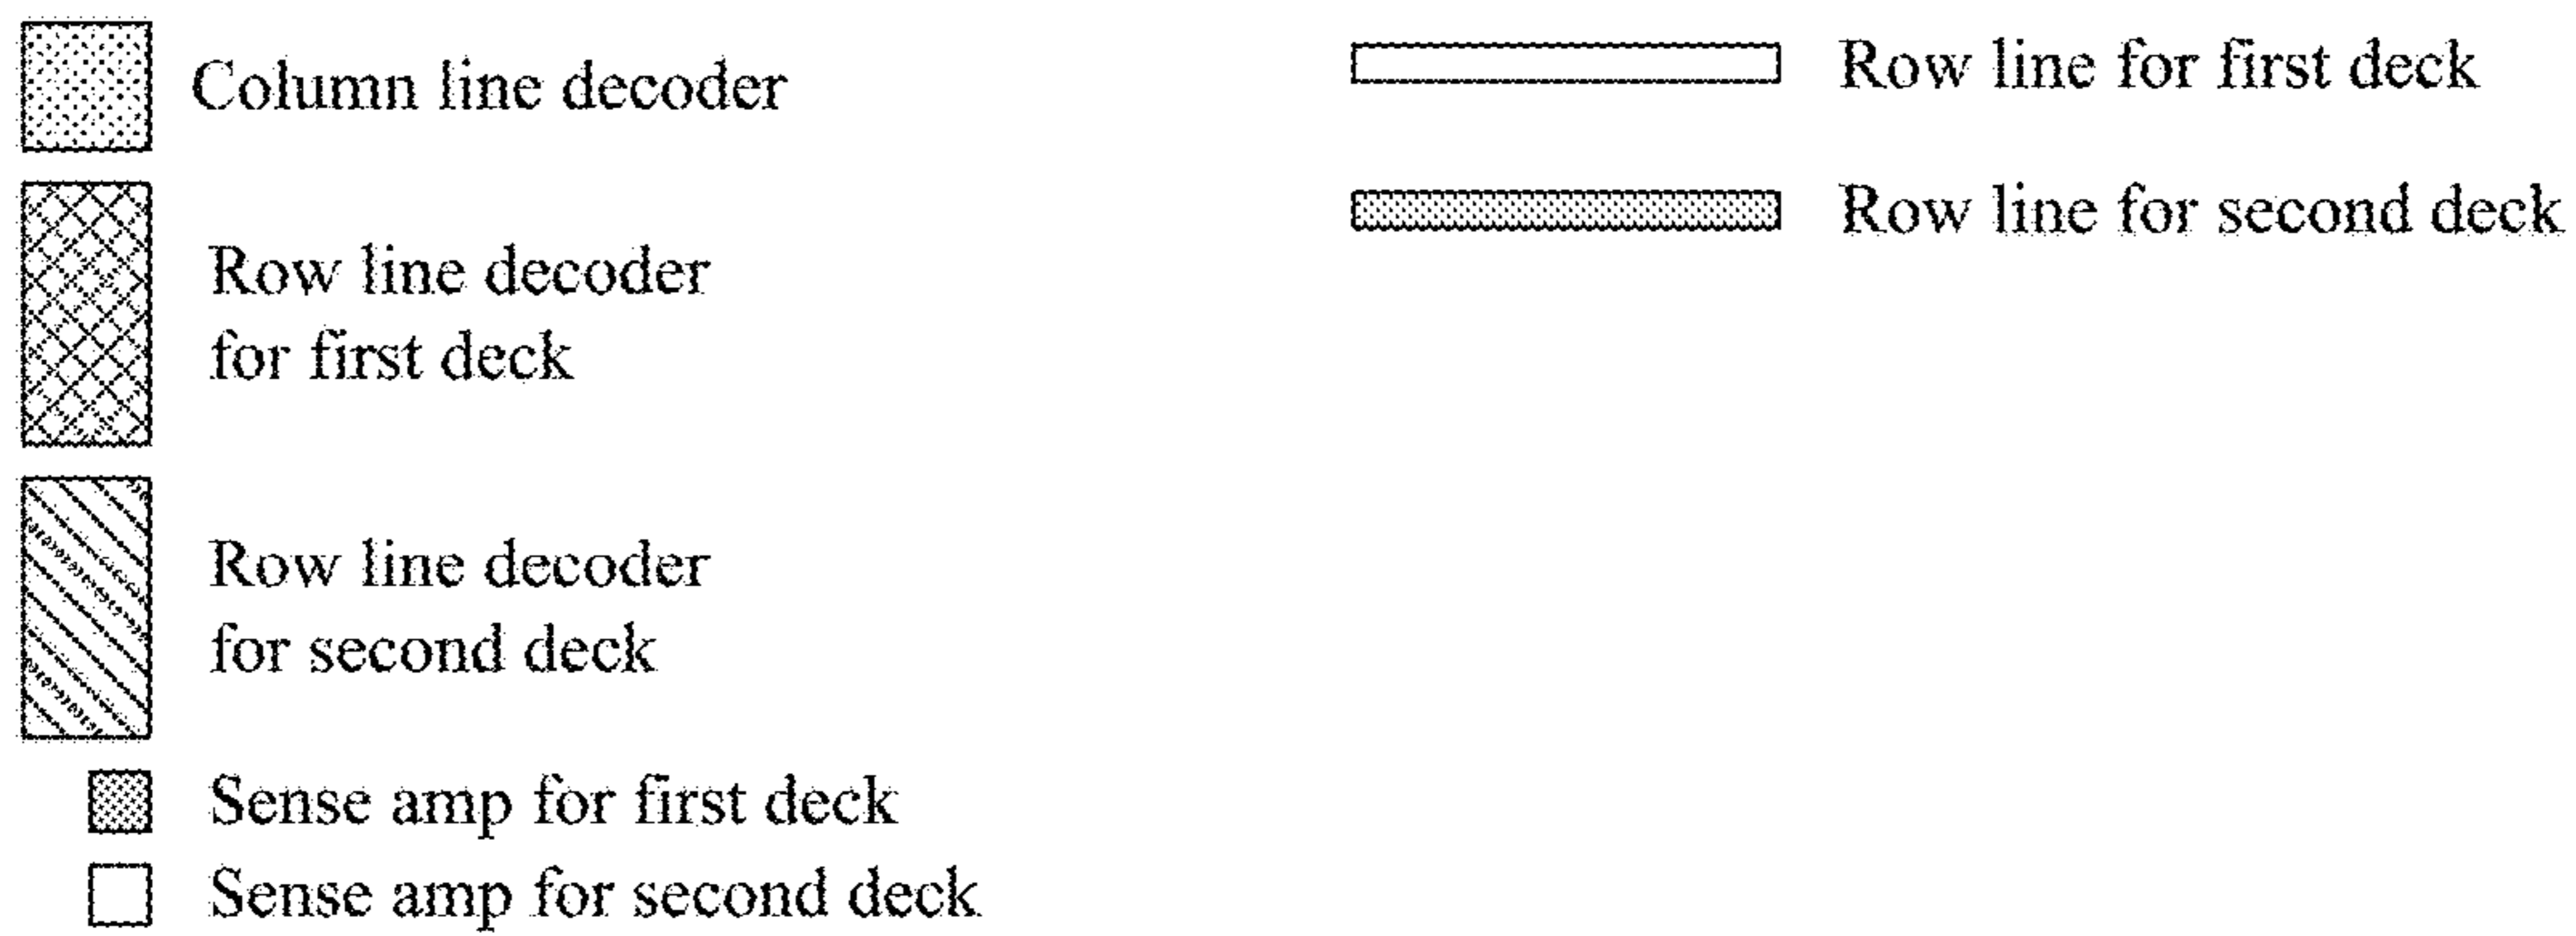 Column line decoder
Row line decoder
for first deck
Row line decoder
for second deck
Sense amp for first deck
Sense amp for second deck
Row line for first deck
Row line for second deck